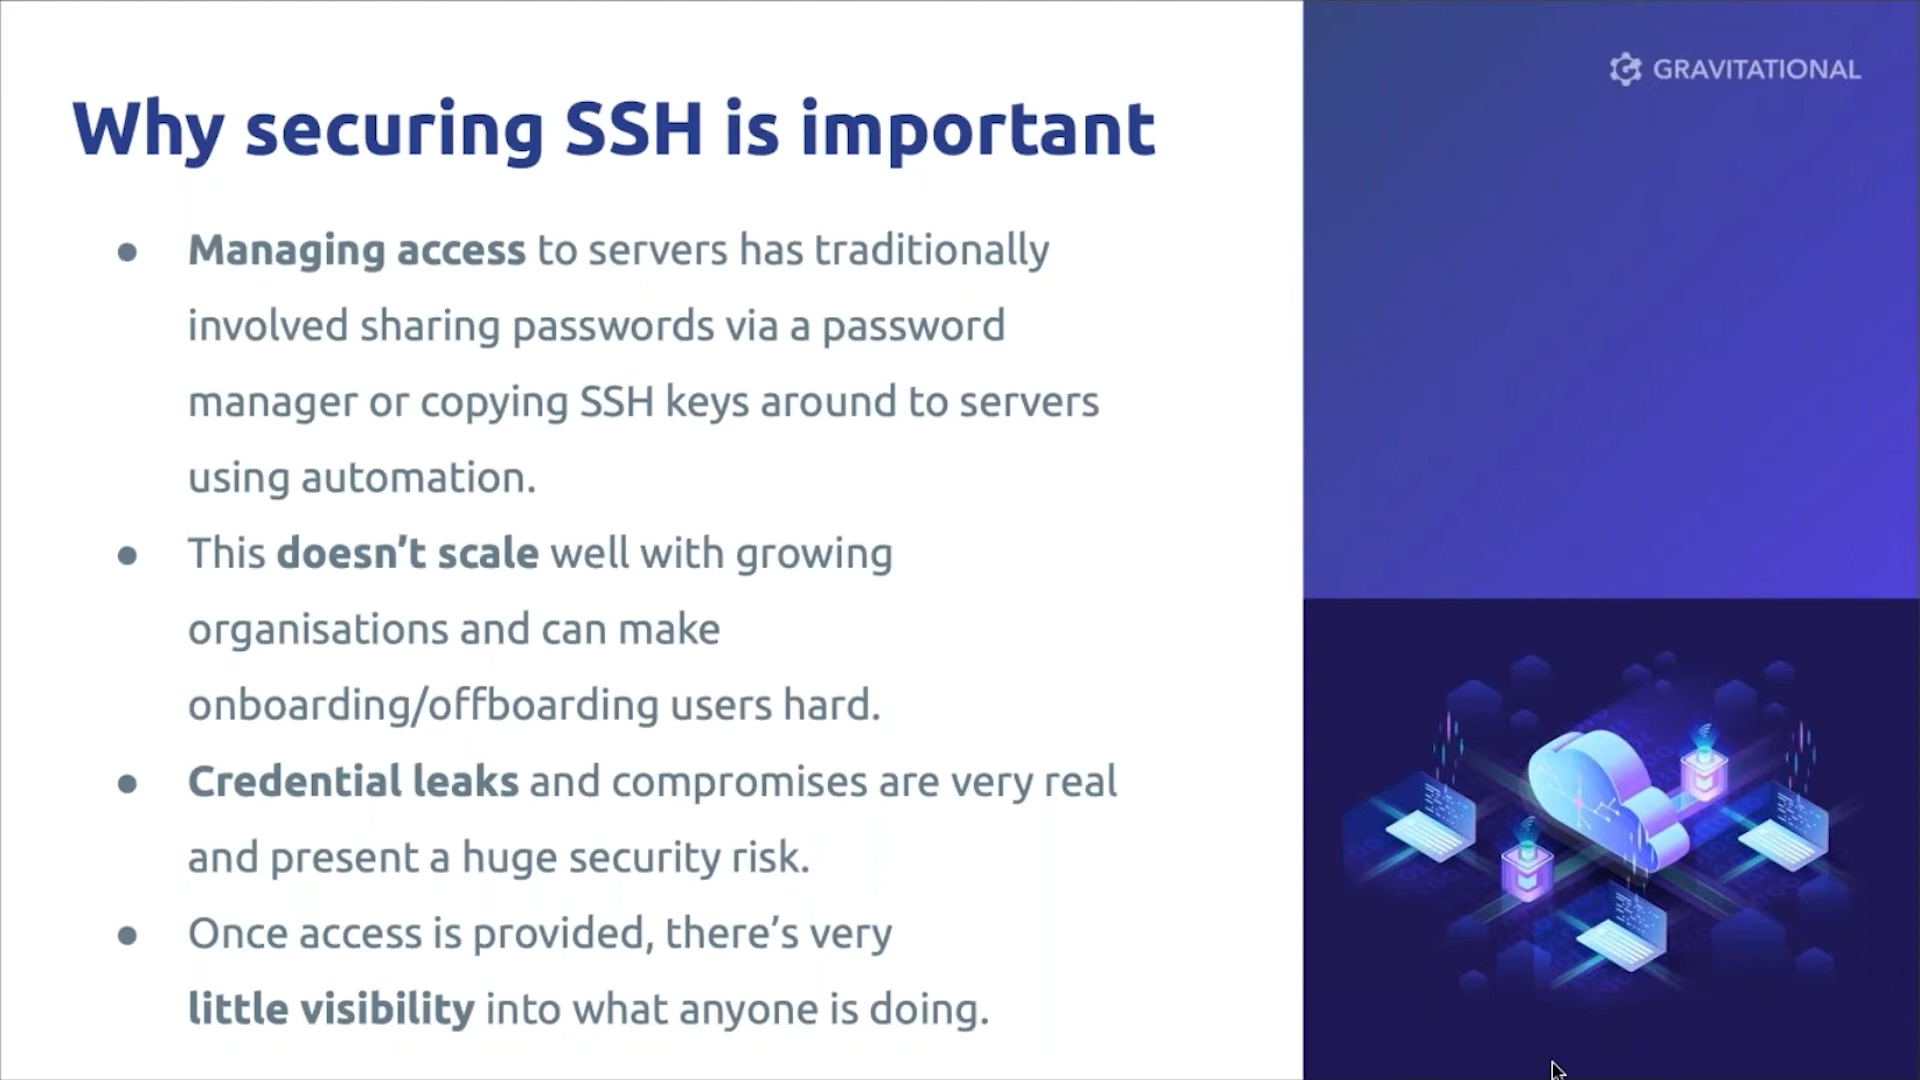 GRAVITATIONAL
Why securing SSH is important
● Managing access to servers has traditionally
involved sharing passwords via a password
manager or copying SSH keys around to servers
using automation.
● This doesn’t scale well with growing
organisations and can make
onboarding/offboarding users hard.
● Credential leaks and compromises are very real
and present a huge security risk.
● Once access is provided, there’s very
little visibility into what anyone is doing.